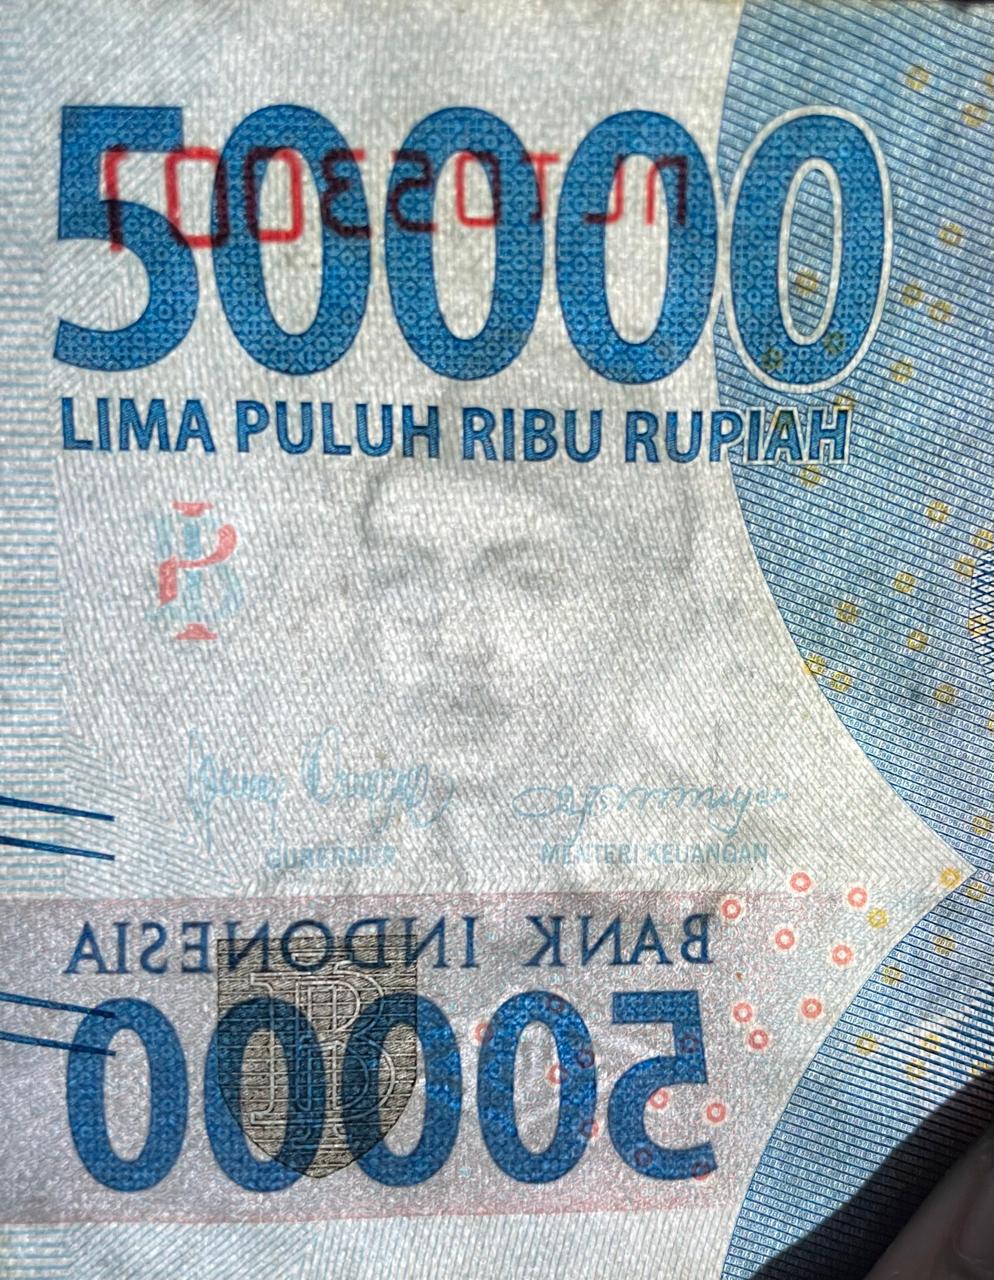 50000
LIMA PULUH RIBU RUPIAH
GUBERNUR
MENTERI KEUANGAN
BANK INDONESIA
50000